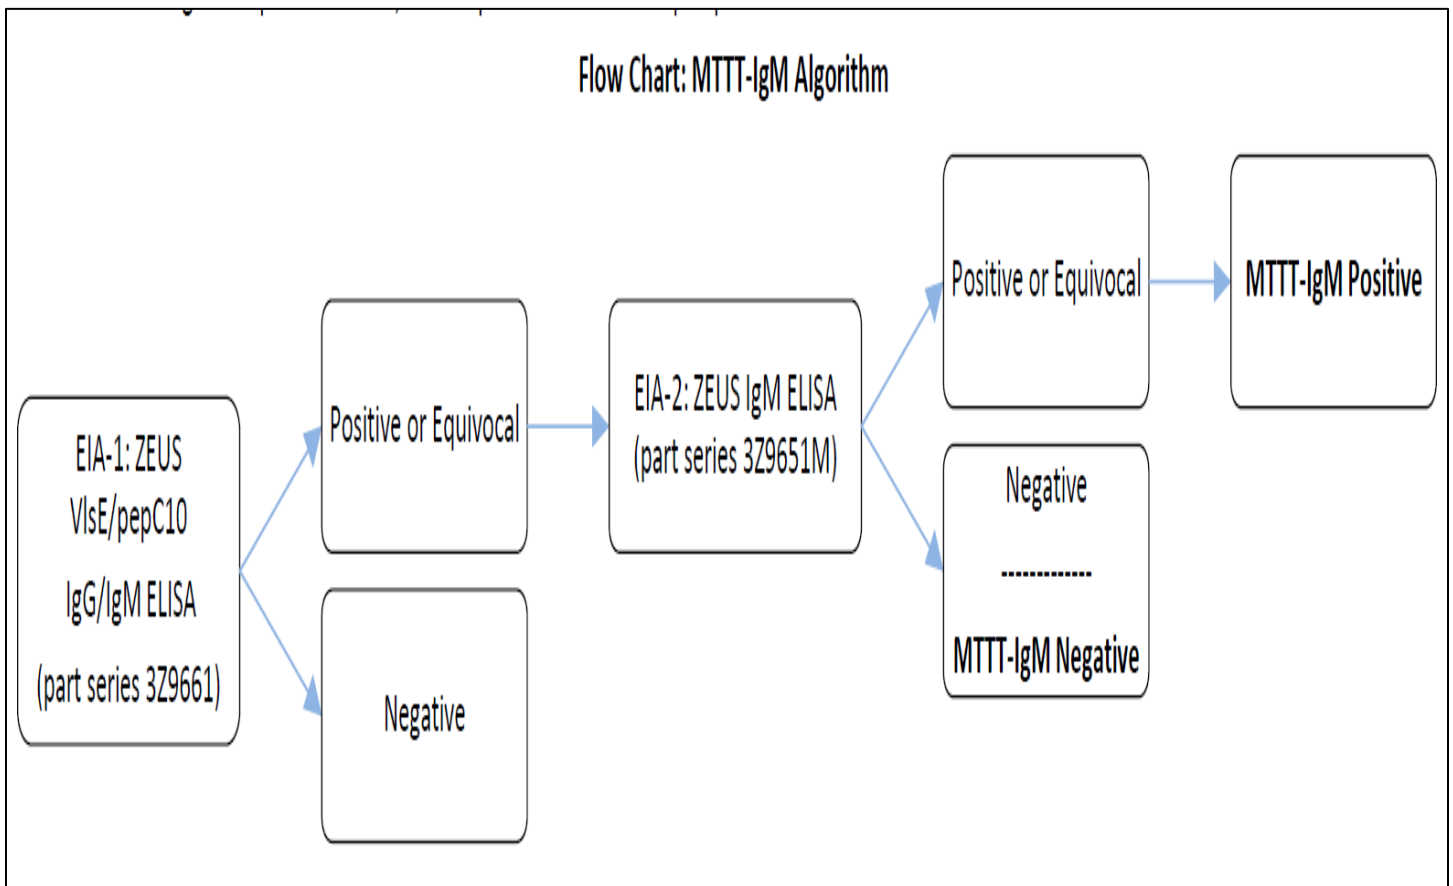 Flow Chart: MTTT-IgM Algorithm
EIA-1: ZEUS
VlsE/pepC10
IgG/IgM ELISA
(part series 3Z9661)
Positive or Equivocal
Negative
EIA-2: ZEUS IgM ELISA
(part series 3Z9651M)
Positive or Equivocal
Negative
-------------
MTTT-IgM Negative
MTTT-IgM Positive